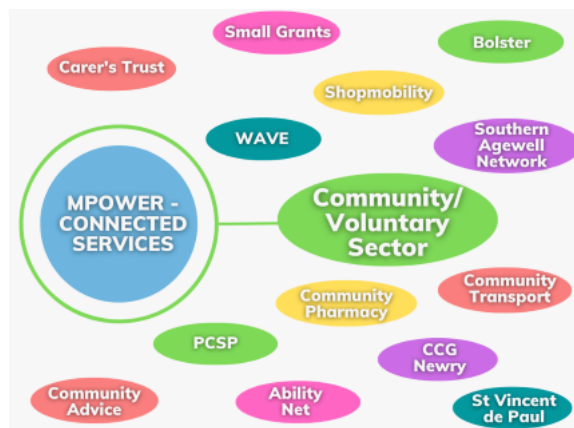 Small Grants
Bolster
Carer's Trust
Shopmobility
WAVE
Southern
Agewell
Network
MPOWER -
CONNECTED
SERVICES
Community/
Voluntary
Sector
Community
Transport
Community
Pharmacy
PCSP
CCG
Newry
Community
Advice
Ability
Net
St Vincent
de Paul